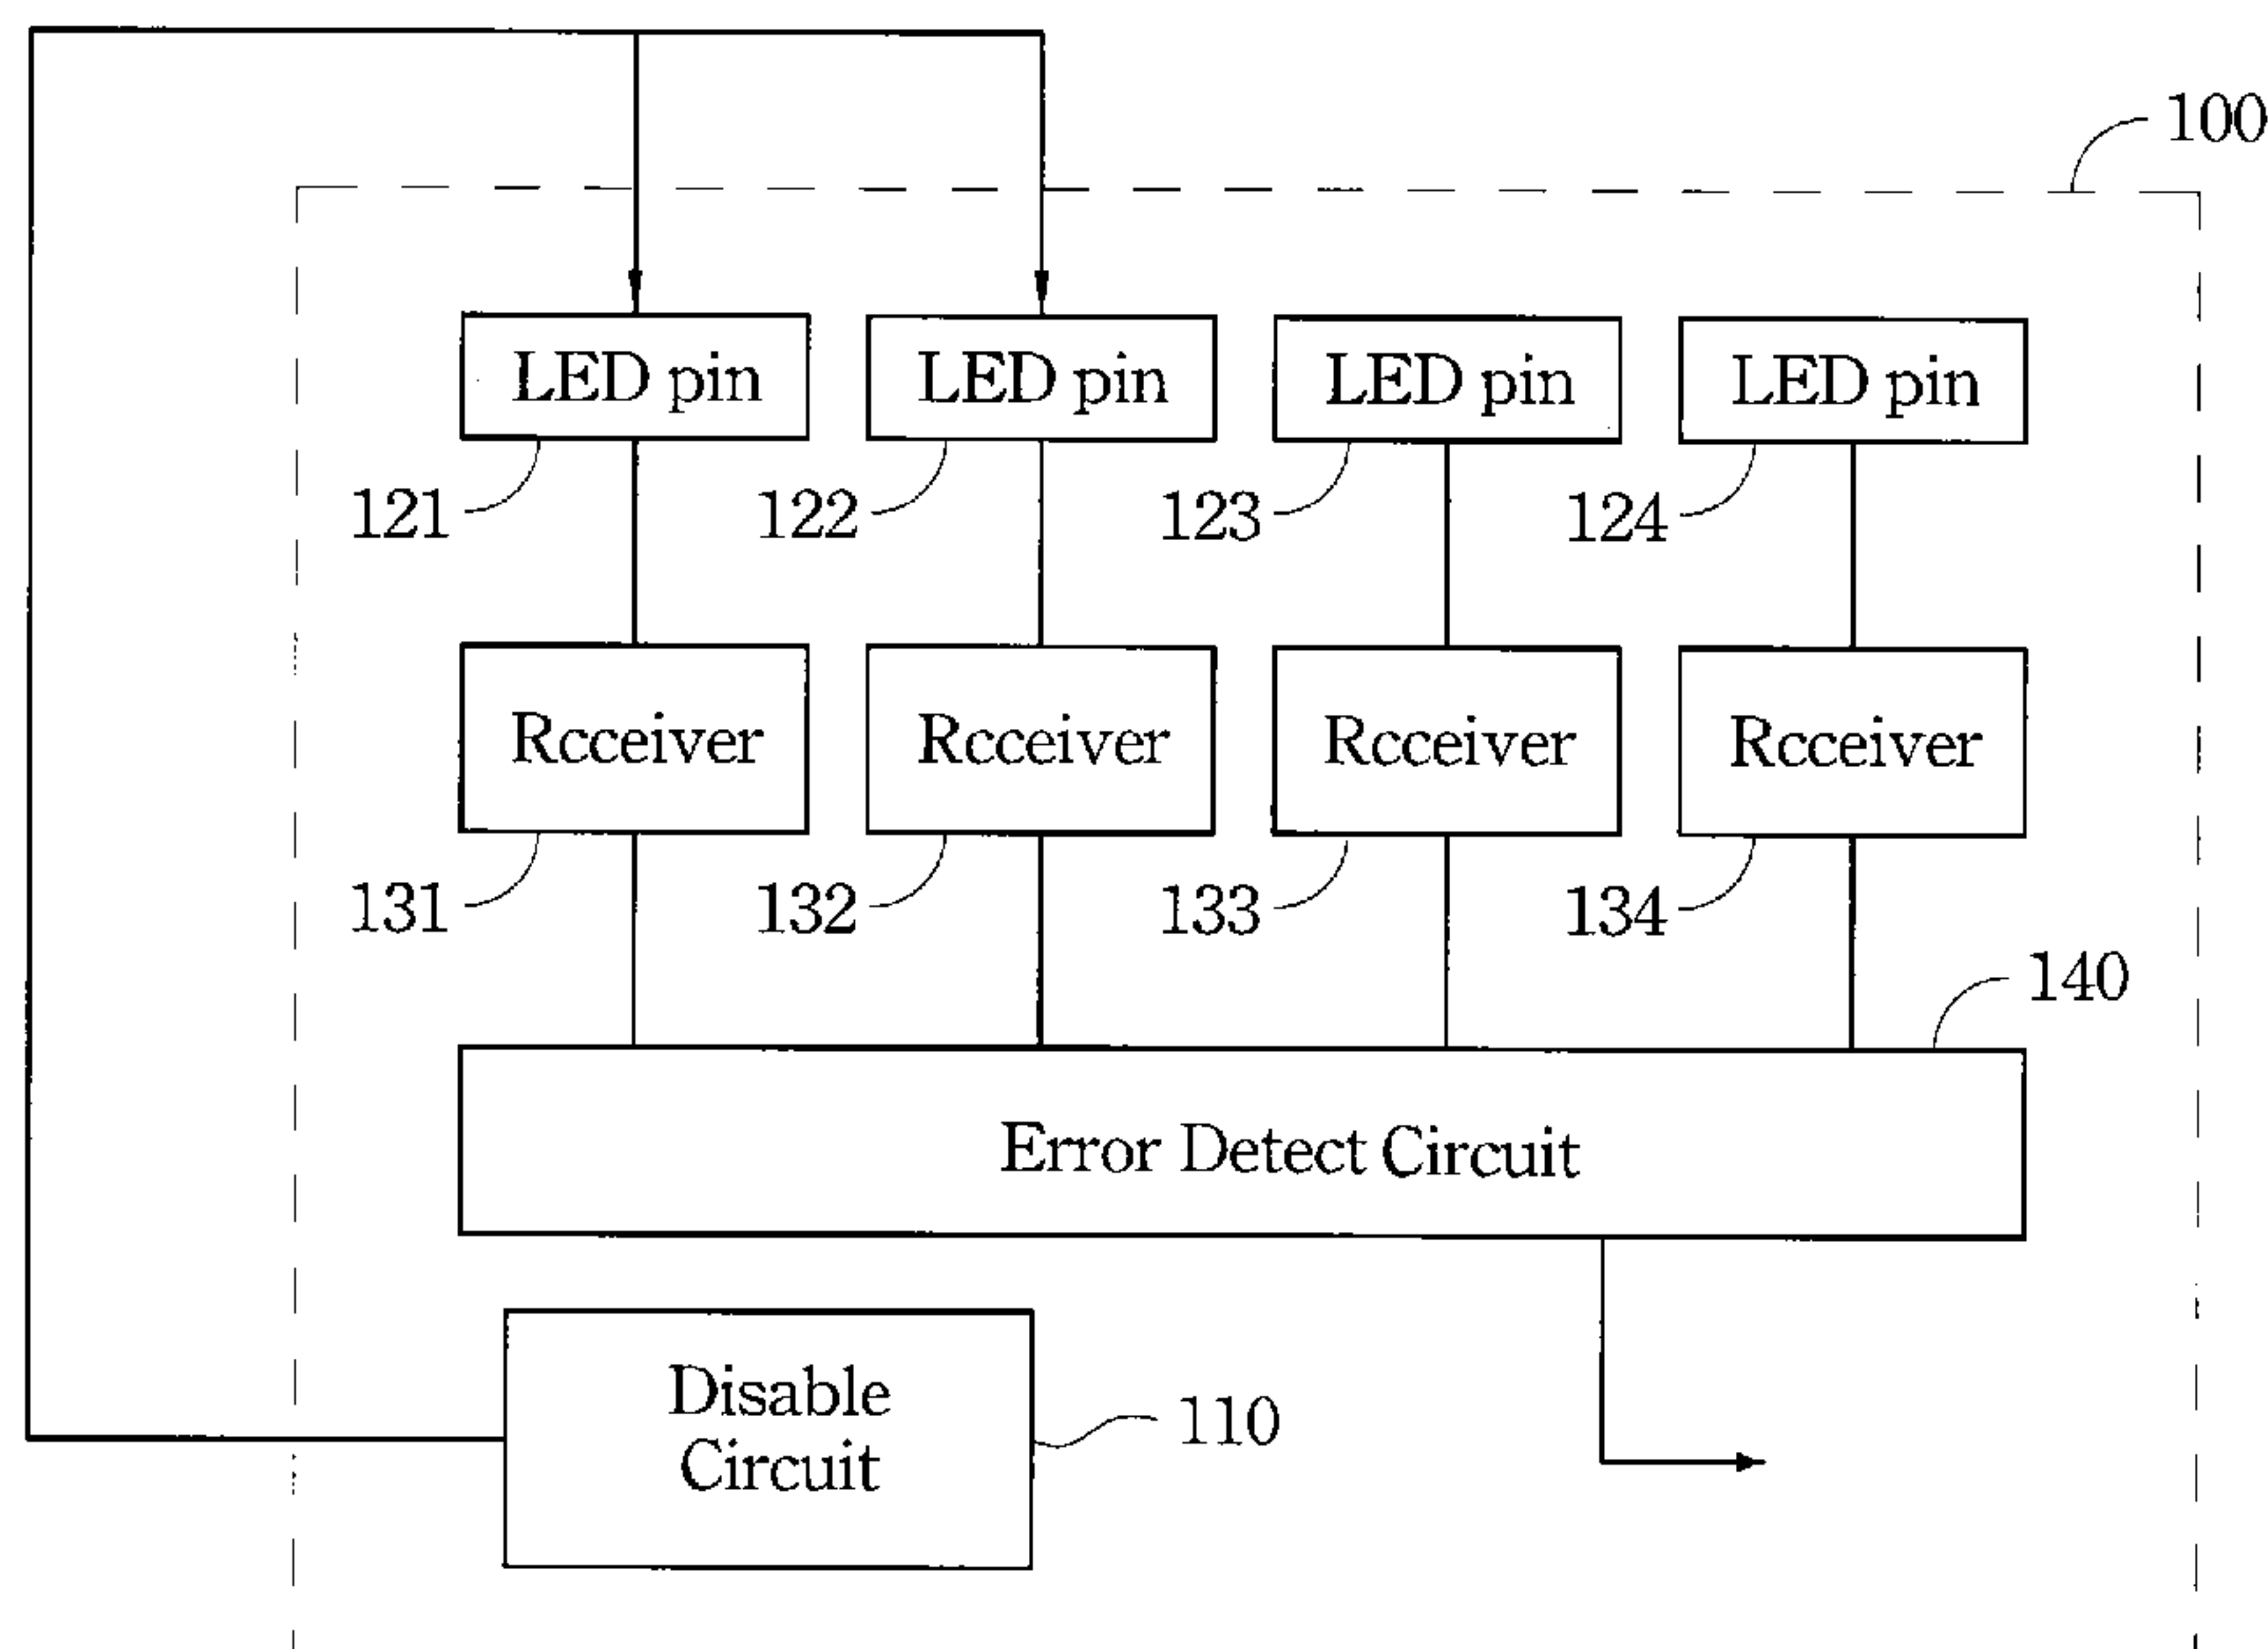 100
LED pin LED pin LED pin LED pin
121 122 123 124
Rcceiver Rcceiver Rcceiver Rcceiver
131 132 133 134
140
Error Detect Circuit
Disable
Circuit
110